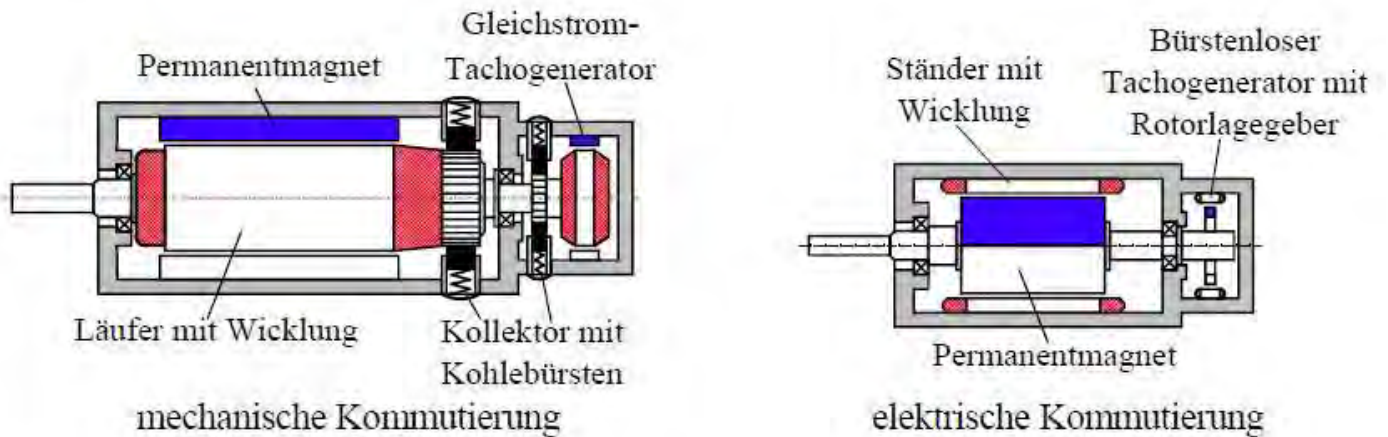 Gleichstrom-
Tachogenerator
Permanentmagnet
Läufer mit Wicklung
Kollektor mit
Kohlebürsten
mechanische Kommutierung
Ständer mit
Wicklung
Bürstenloser
Tachogenerator mit
Rotorlagegeber
Permanentmagnet
elektrische Kommutierung